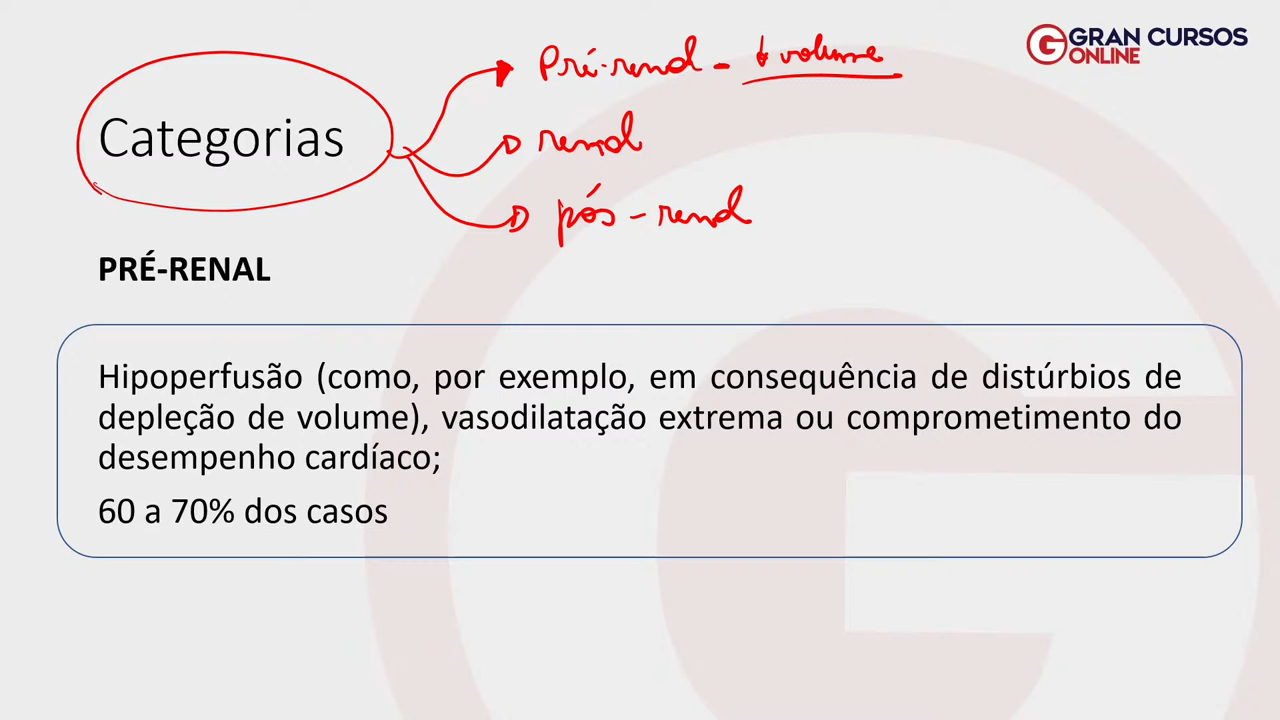 GRAN CURSOS
ONLINE
Pré-renal - ↓ volume
Categorias
renal
pós-renal
PRÉ-RENAL
Hipoperfusão (como, por exemplo, em consequência de distúrbios de
depleção de volume), vasodilatação extrema ou comprometimento do
desempenho cardíaco;
60 a 70% dos casos